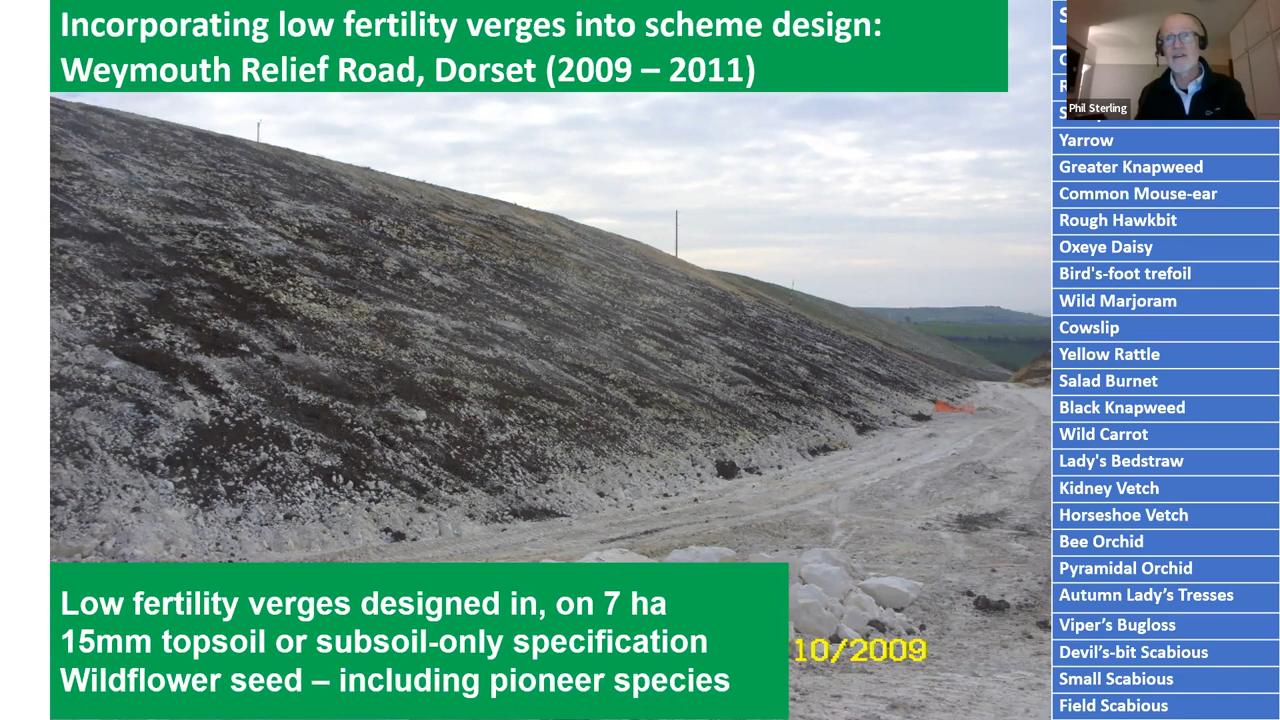 Incorporating low fertility verges into scheme design:
Weymouth Relief Road, Dorset (2009 – 2011)
Low fertility verges designed in, on 7 ha
15mm topsoil or subsoil-only specification
Wildflower seed – including pioneer species
10/2009
Phil Sterling
Yarrow
Greater Knapweed
Common Mouse-ear
Rough Hawkbit
Oxeye Daisy
Bird's-foot trefoil
Wild Marjoram
Cowslip
Yellow Rattle
Salad Burnet
Black Knapweed
Wild Carrot
Lady's Bedstraw
Kidney Vetch
Horseshoe Vetch
Bee Orchid
Pyramidal Orchid
Autumn Lady’s Tresses
Viper’s Bugloss
Devil’s-bit Scabious
Small Scabious
Field Scabious